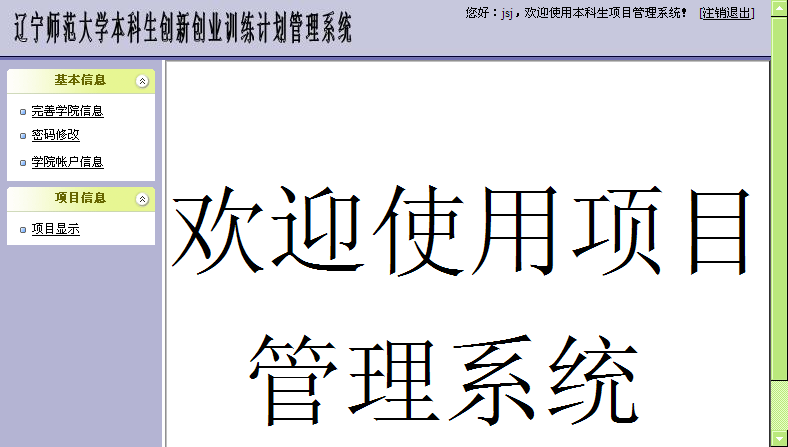 辽宁师范大学本科生创新创业训练计划管理系统
您好：jsj，欢迎使用本科生项目管理系统！ [注销退出]
基本信息
完善学院信息
密码修改
学院帐户信息
项目信息
项目显示
欢迎使用项目
管理系统